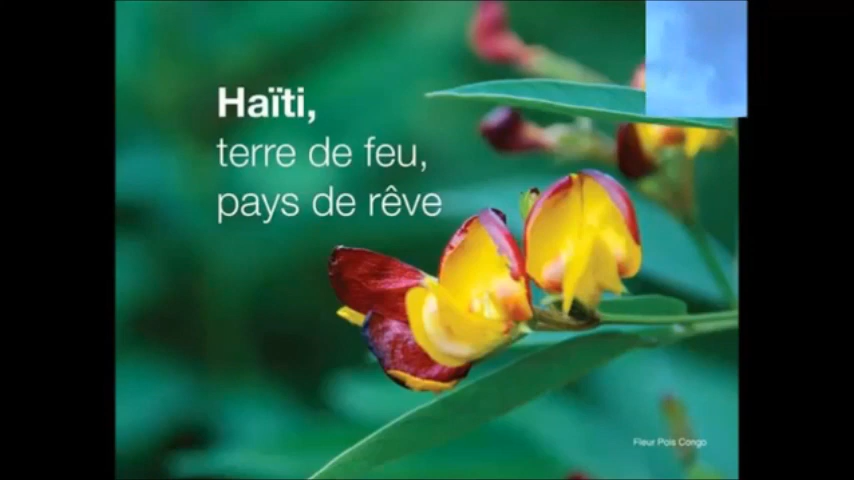 Haïti,
terre de feu,
pays de rêve
Fleur Pois Congo